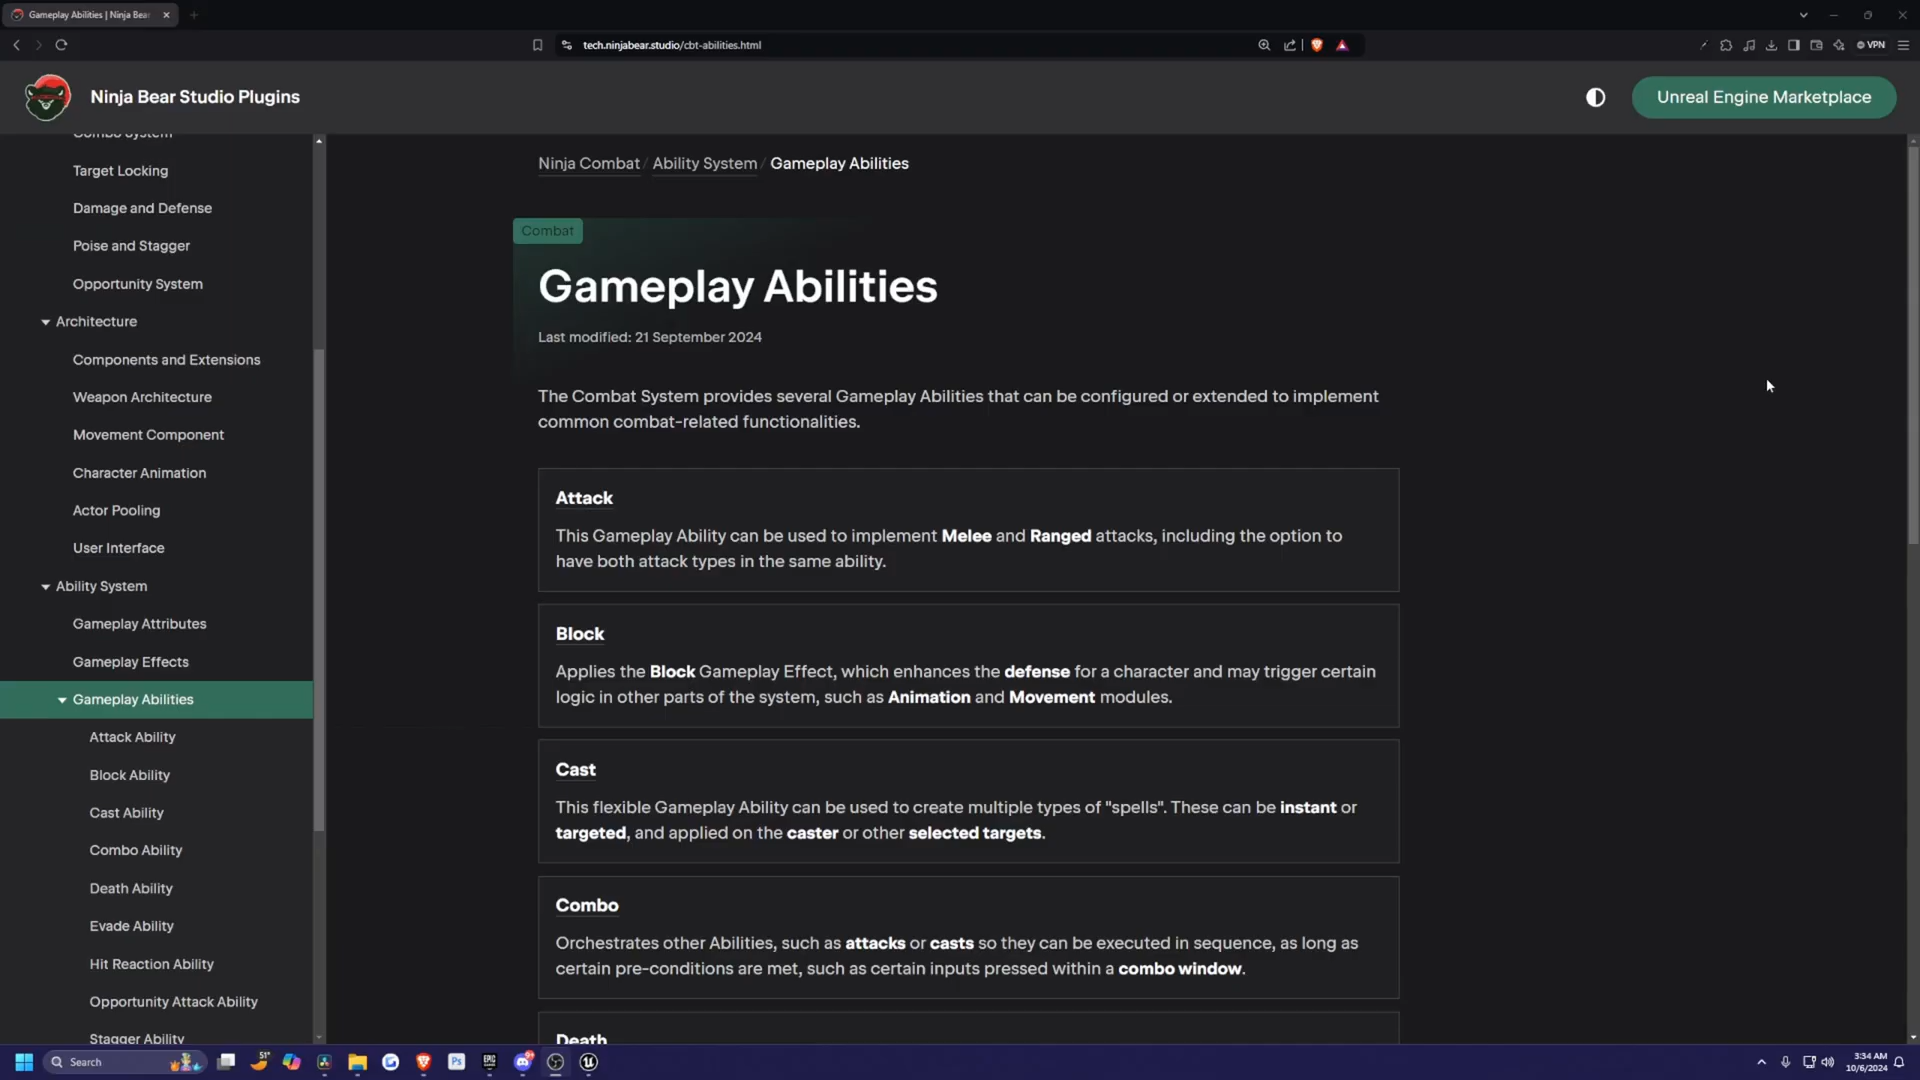 Gameplay Abilities | Ninja Bear
tech.ninjabear.studio/cbt-abilities.html
VPN
Ninja Bear Studio Plugins
Unreal Engine Marketplace
Combo System
Target Locking
Damage and Defense
Poise and Stagger
Opportunity System
Architecture
Components and Extensions
Weapon Architecture
Movement Component
Character Animation
Actor Pooling
User Interface
Ability System
Gameplay Attributes
Gameplay Effects
Gameplay Abilities
Attack Ability
Block Ability
Cast Ability
Combo Ability
Death Ability
Evade Ability
Hit Reaction Ability
Opportunity Attack Ability
Stagger Ability
Ninja Combat / Ability System / Gameplay Abilities
Combat
Gameplay Abilities
Last modified: 21 September 2024
The Combat System provides several Gameplay Abilities that can be configured or extended to implement
common combat-related functionalities.
Attack
This Gameplay Ability can be used to implement Melee and Ranged attacks, including the option to
have both attack types in the same ability.
Block
Applies the Block Gameplay Effect, which enhances the defense for a character and may trigger certain
logic in other parts of the system, such as Animation and Movement modules.
Cast
This flexible Gameplay Ability can be used to create multiple types of "spells". These can be instant or
targeted, and applied on the caster or other selected targets.
Combo
Orchestrates other Abilities, such as attacks or casts so they can be executed in sequence, as long as
certain pre-conditions are met, such as certain inputs pressed within a combo window.
Death
Search
51°
Ps
EPIC
3:34 AM
10/6/2024